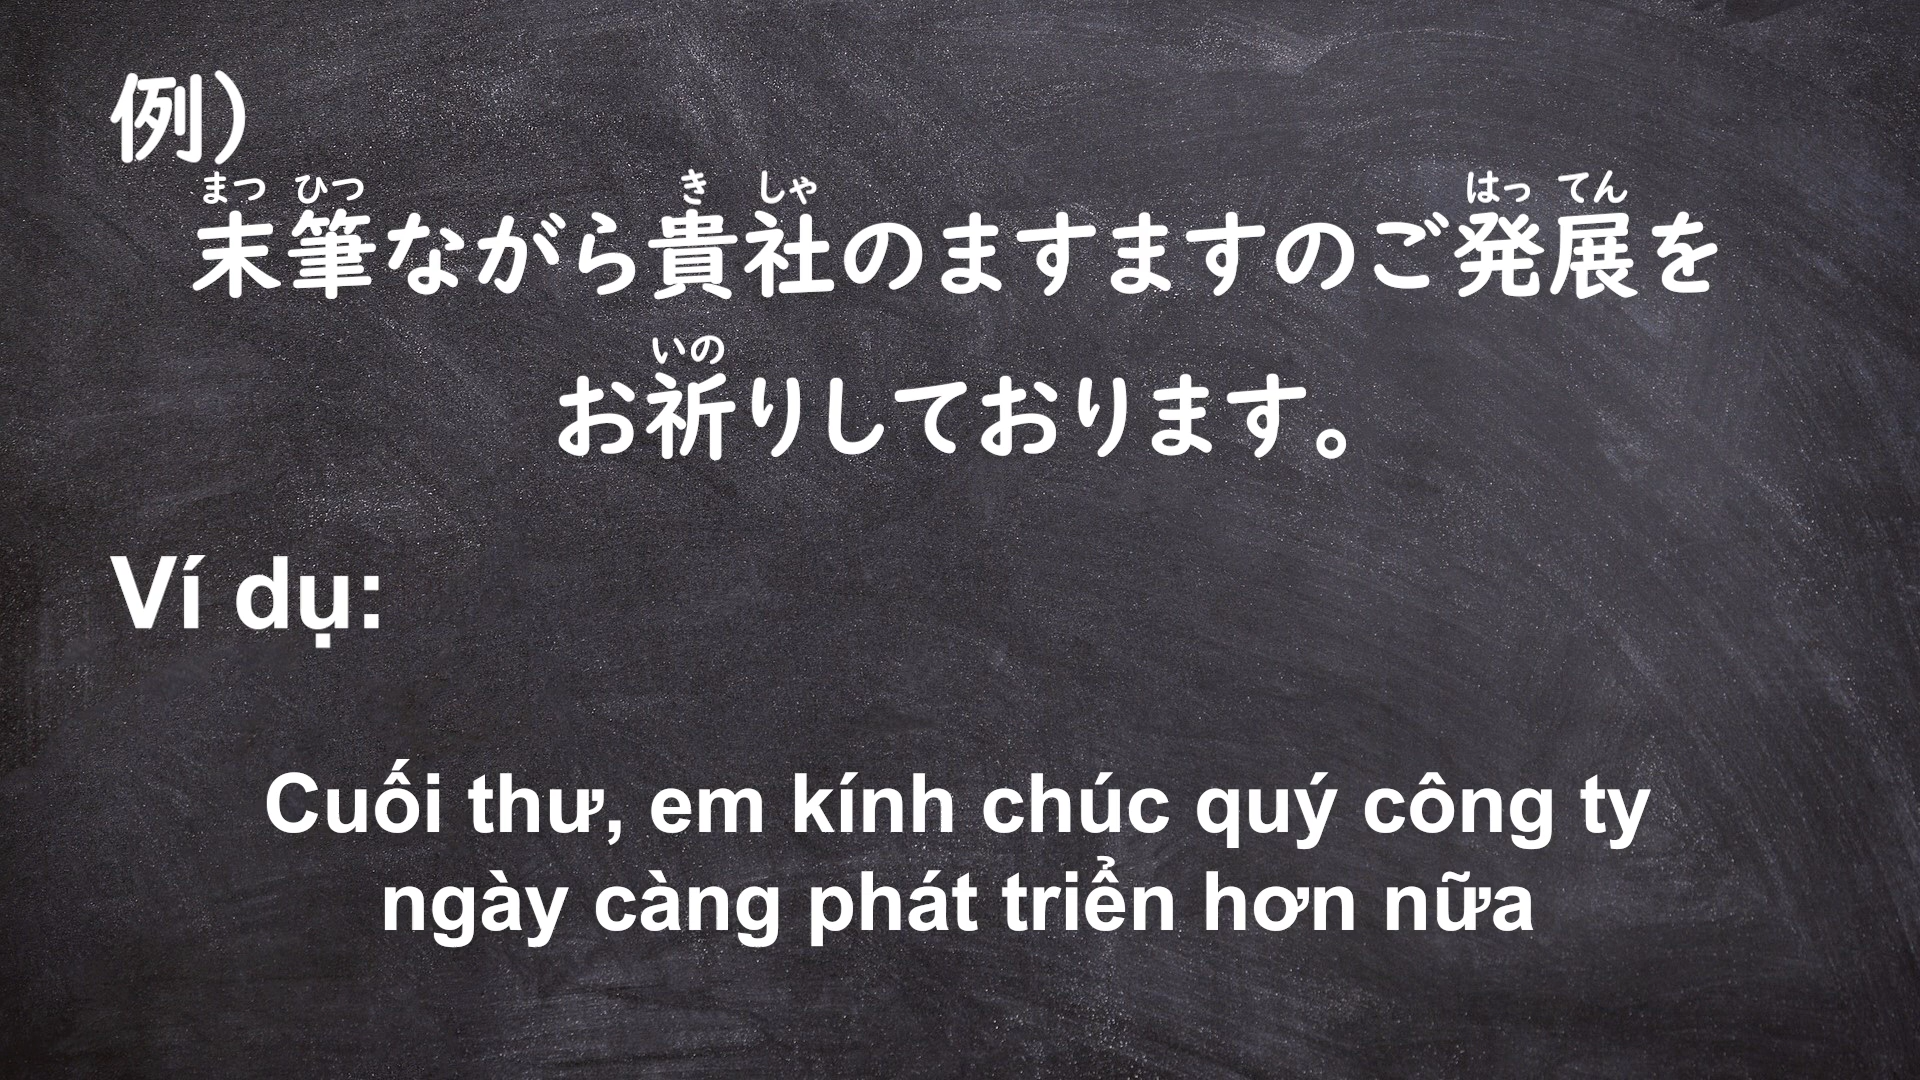 例）
まつ ひつ き しゃ はっ てん
末筆ながら貴社のますますのご発展を
いの
お祈りしております。
Ví dụ:
Cuối thư, em kính chúc quý công ty
ngày càng phát triển hơn nữa